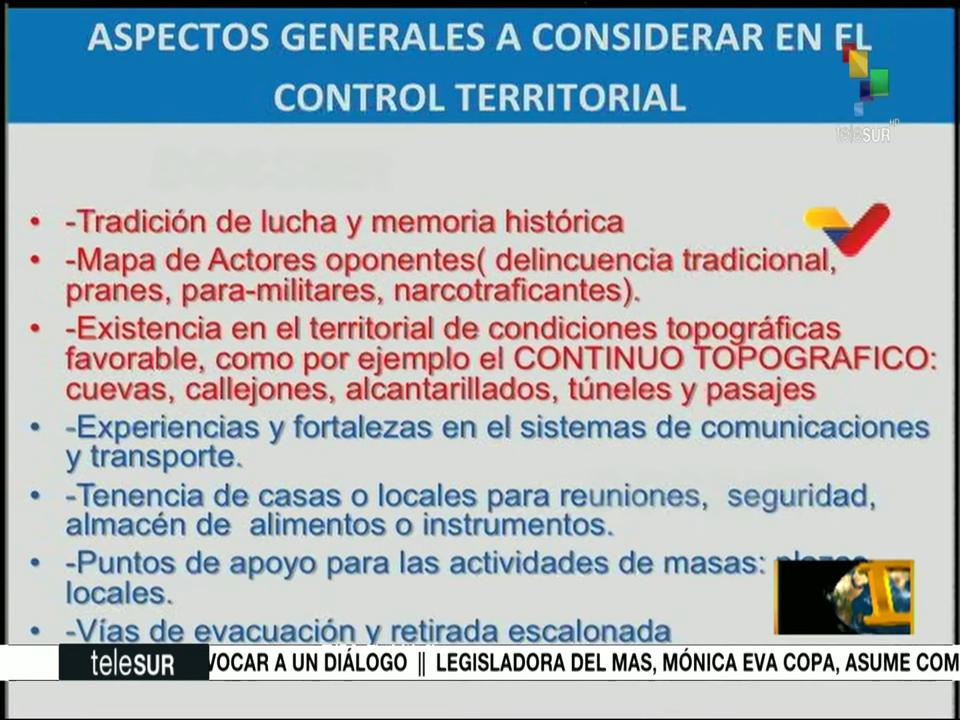 ASPECTOS GENERALES A CONSIDERAR EN EL
CONTROL TERRITORIAL
teleSUR HD
• -Tradición de lucha y memoria histórica
• -Mapa de Actores oponentes( delincuencia tradicional,
pranes, para-militares, narcotraficantes).
• -Existencia en el territorial de condiciones topográficas
favorable, como por ejemplo el CONTINUO TOPOGRAFICO:
cuevas, callejones, alcantarillados, túneles y pasajes
• -Experiencias y fortalezas en el sistemas de comunicaciones
y transporte.
• -Tenencia de casas o locales para reuniones, seguridad,
almacén de alimentos o instrumentos.
• -Puntos de apoyo para las actividades de masas:
locales.
• -Vías de evacuación y retirada escalonada
teleSUR VOCAR A UN DIÁLOGO || LEGISLADORA DEL MAS, MÓNICA EVA COPA, ASUME COM